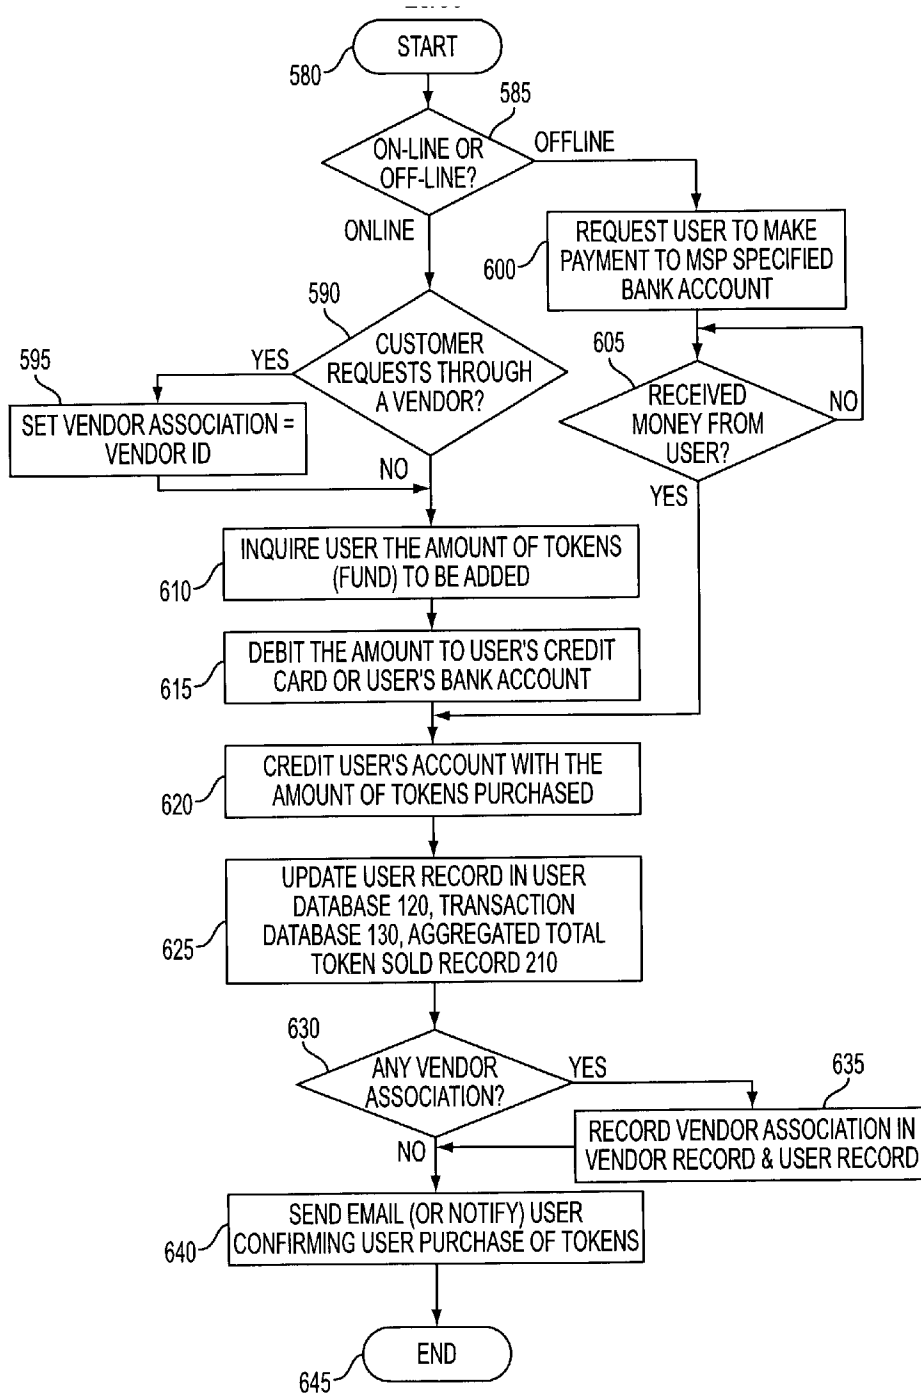 START
580
585
ON-LINE OR
OFF-LINE?
OFFLINE
ONLINE
REQUEST USER TO MAKE
PAYMENT TO MSP SPECIFIED
BANK ACCOUNT
600
590
CUSTOMER
REQUESTS THROUGH
A VENDOR?
YES
595
SET VENDOR ASSOCIATION =
VENDOR ID
NO
605
RECEIVED
MONEY FROM
USER?
NO
YES
INQUIRE USER THE AMOUNT OF TOKENS
(FUND) TO BE ADDED
610
DEBIT THE AMOUNT TO USER'S CREDIT
CARD OR USER'S BANK ACCOUNT
615
CREDIT USER'S ACCOUNT WITH THE
AMOUNT OF TOKENS PURCHASED
620
UPDATE USER RECORD IN USER
DATABASE 120, TRANSACTION
DATABASE 130, AGGREGATED TOTAL
TOKEN SOLD RECORD 210
625
630
ANY VENDOR
ASSOCIATION?
YES
635
RECORD VENDOR ASSOCIATION IN
VENDOR RECORD & USER RECORD
NO
SEND EMAIL (OR NOTIFY) USER
CONFIRMING USER PURCHASE OF TOKENS
640
END
645